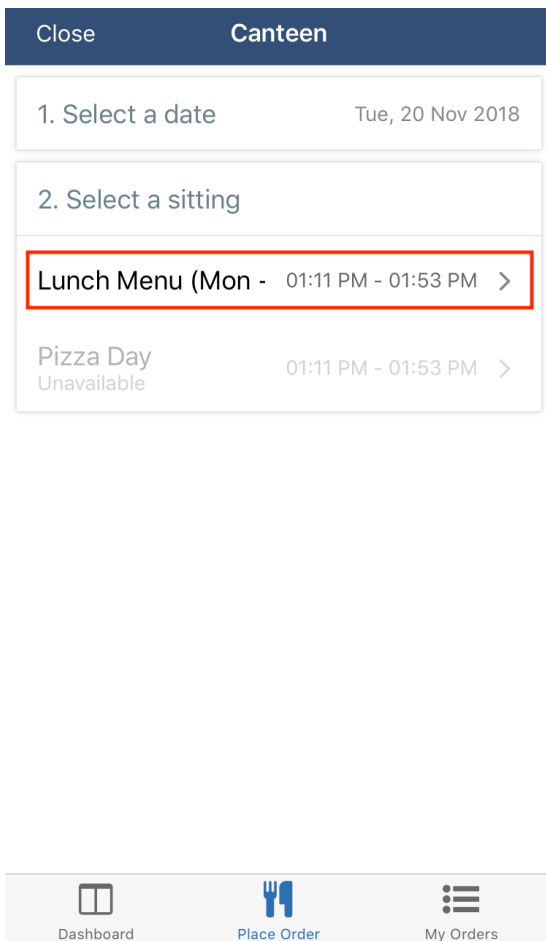 Close Canteen
1. Select a date Tue, 20 Nov 2018
2. Select a sitting
Lunch Menu (Mon - 01:11 PM - 01:53 PM
Pizza Day 01:11 PM - 01:53 PM
Unavailable
Dashboard Place Order My Orders